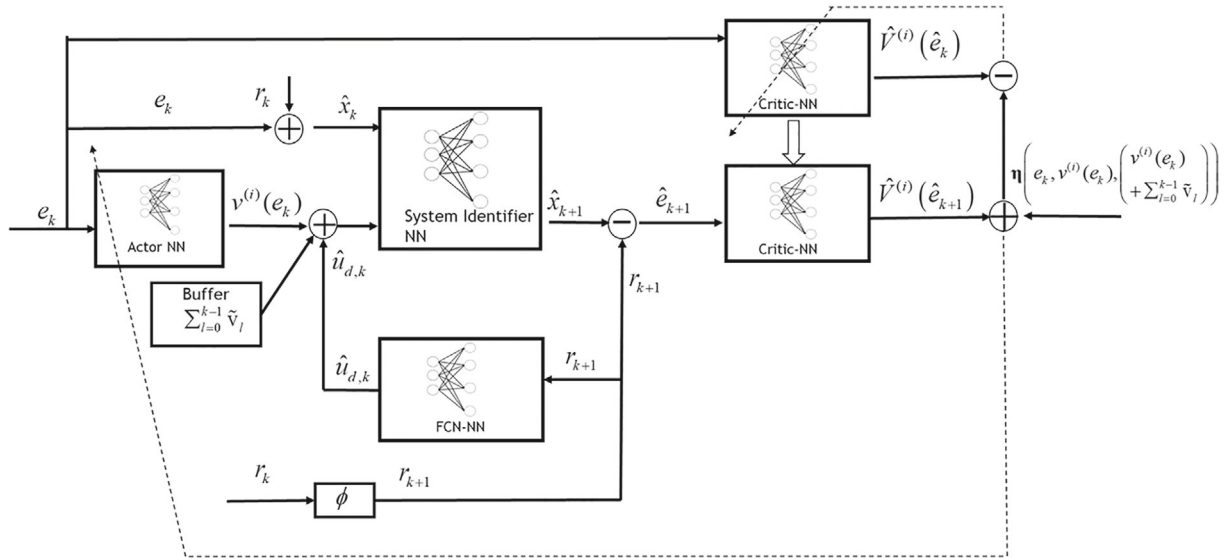 V̂⁽ⁱ⁾(ê_k)
Critic-NN
e_k
r_k
x̂_k
η(e_k, v⁽ⁱ⁾(e_k), (v⁽ⁱ⁾(e_k)
+∑_{l=0}^{k-1} ṽ_l))
e_k
Actor NN
v⁽ⁱ⁾(e_k)
System Identifier
NN
x̂_{k+1}
ê_{k+1}
Critic-NN
V̂⁽ⁱ⁾(ê_{k+1})
û_{d,k}
r_{k+1}
Buffer
∑_{l=0}^{k-1} ṽ_l
û_{d,k}
FCN-NN
r_{k+1}
r_k
ϕ
r_{k+1}